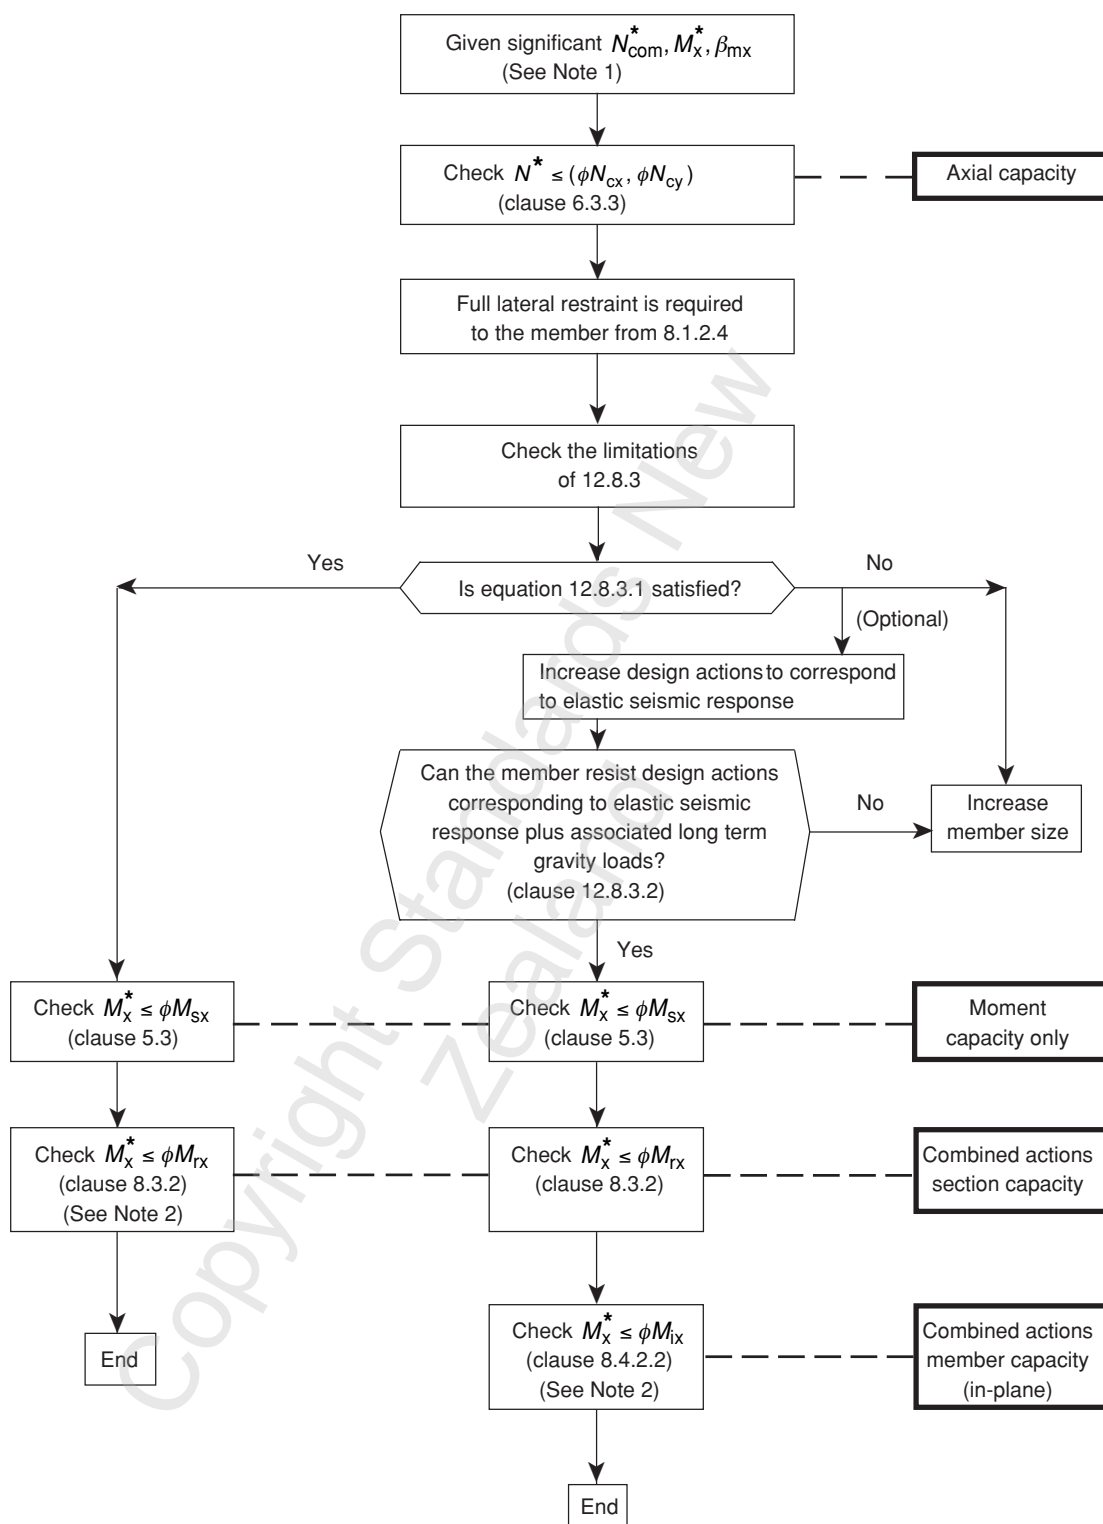 Given significant N*com, M*x, βmx
(See Note 1)
Check N* ≤ (ϕNcx, ϕNcy)
(clause 6.3.3)
Axial capacity
Full lateral restraint is required
to the member from 8.1.2.4
Check the limitations
of 12.8.3
Yes
Is equation 12.8.3.1 satisfied?
No
(Optional)
Increase design actions to correspond
to elastic seismic response
Can the member resist design actions
corresponding to elastic seismic
response plus associated long term
gravity loads?
(clause 12.8.3.2)
No
Increase
member size
Yes
Check M*x ≤ ϕMsx
(clause 5.3)
Check M*x ≤ ϕMsx
(clause 5.3)
Moment
capacity only
Check M*x ≤ ϕMrx
(clause 8.3.2)
(See Note 2)
Check M*x ≤ ϕMrx
(clause 8.3.2)
Combined actions
section capacity
End
Check M*x ≤ ϕMix
(clause 8.4.2.2)
(See Note 2)
Combined actions
member capacity
(in-plane)
End
Copyright Standards New
Zealand